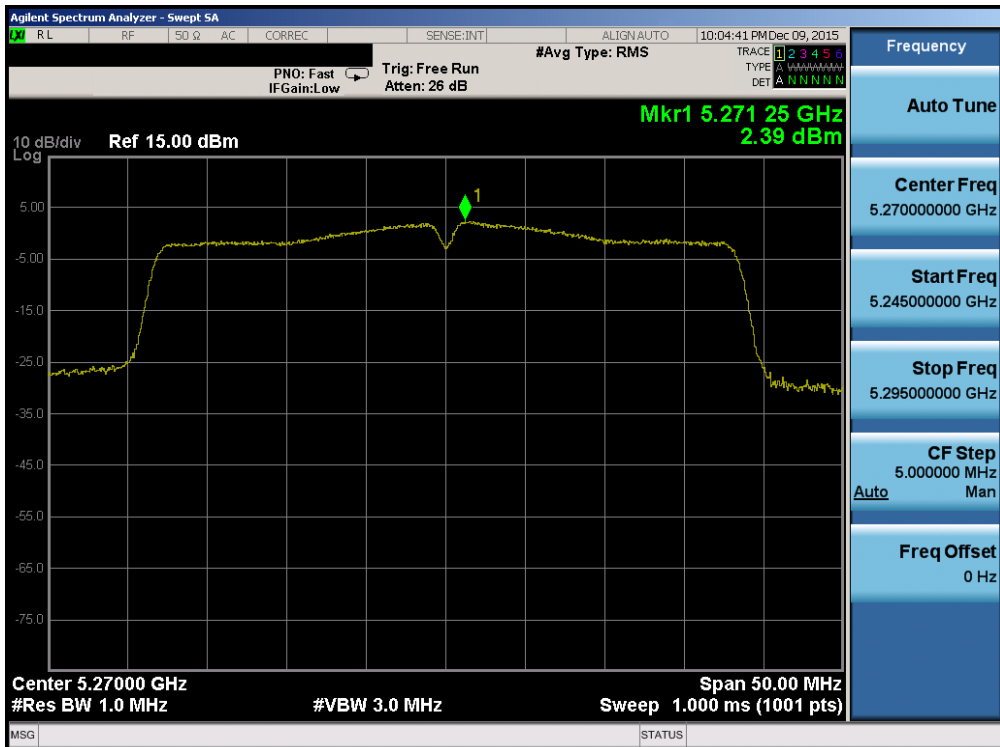 Agilent Spectrum Analyzer - Swept SA
LXI RL RF 50 Ω AC CORREC SENSE:INT ALIGN AUTO 10:04:41 PM Dec 09, 2015
#Avg Type: RMS TRACE 1 2 3 4 5 6
PNO: Fast Trig: Free Run TYPE A WWWWW
IFGain:Low Atten: 26 dB DET A N N N N N
Mkr1 5.271 25 GHz
2.39 dBm
10 dB/div Ref 15.00 dBm
Log
1
5.00
-5.00
-15.0
-25.0
-35.0
-45.0
-55.0
-65.0
-75.0
Center 5.27000 GHz Span 50.00 MHz
#Res BW 1.0 MHz #VBW 3.0 MHz Sweep 1.000 ms (1001 pts)
MSG STATUS
Frequency
Auto Tune
Center Freq
5.270000000 GHz
Start Freq
5.245000000 GHz
Stop Freq
5.295000000 GHz
CF Step
5.000000 MHz
Auto Man
Freq Offset
0 Hz